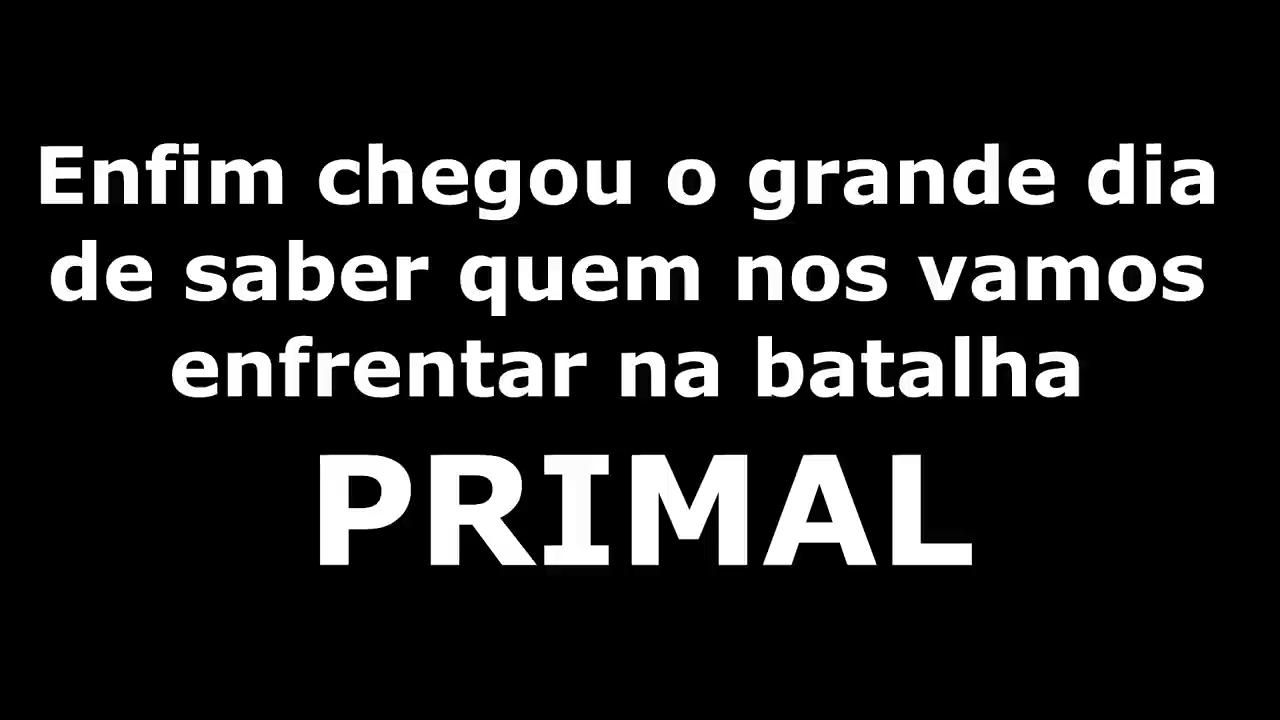 Enfim chegou o grande dia
de saber quem nos vamos
enfrentar na batalha
PRIMAL